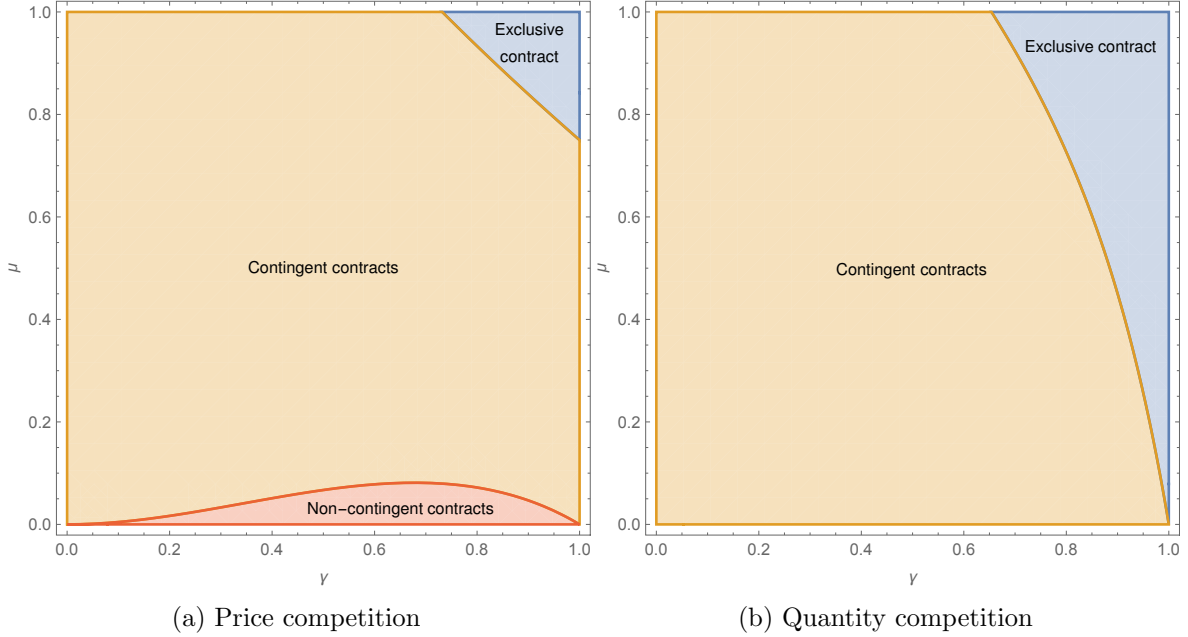 Exclusive
contract
Contingent contracts
Non-contingent contracts
1.0
0.8
0.6
0.4
0.2
0.0
μ
0.0 0.2 0.4 0.6 0.8 1.0
γ
(a) Price competition
Exclusive contract
Contingent contracts
1.0
0.8
0.6
0.4
0.2
0.0
μ
0.0 0.2 0.4 0.6 0.8 1.0
γ
(b) Quantity competition